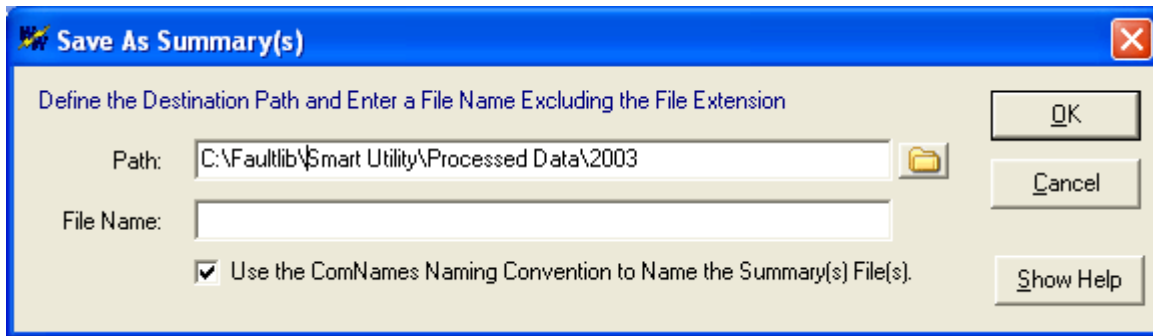 Save As Summary(s)
Define the Destination Path and Enter a File Name Excluding the File Extension
OK
Path: C:\Faultlib\Smart Utility\Processed Data\2003
Cancel
File Name:
Use the ComNames Naming Convention to Name the Summary(s) File(s).
Show Help